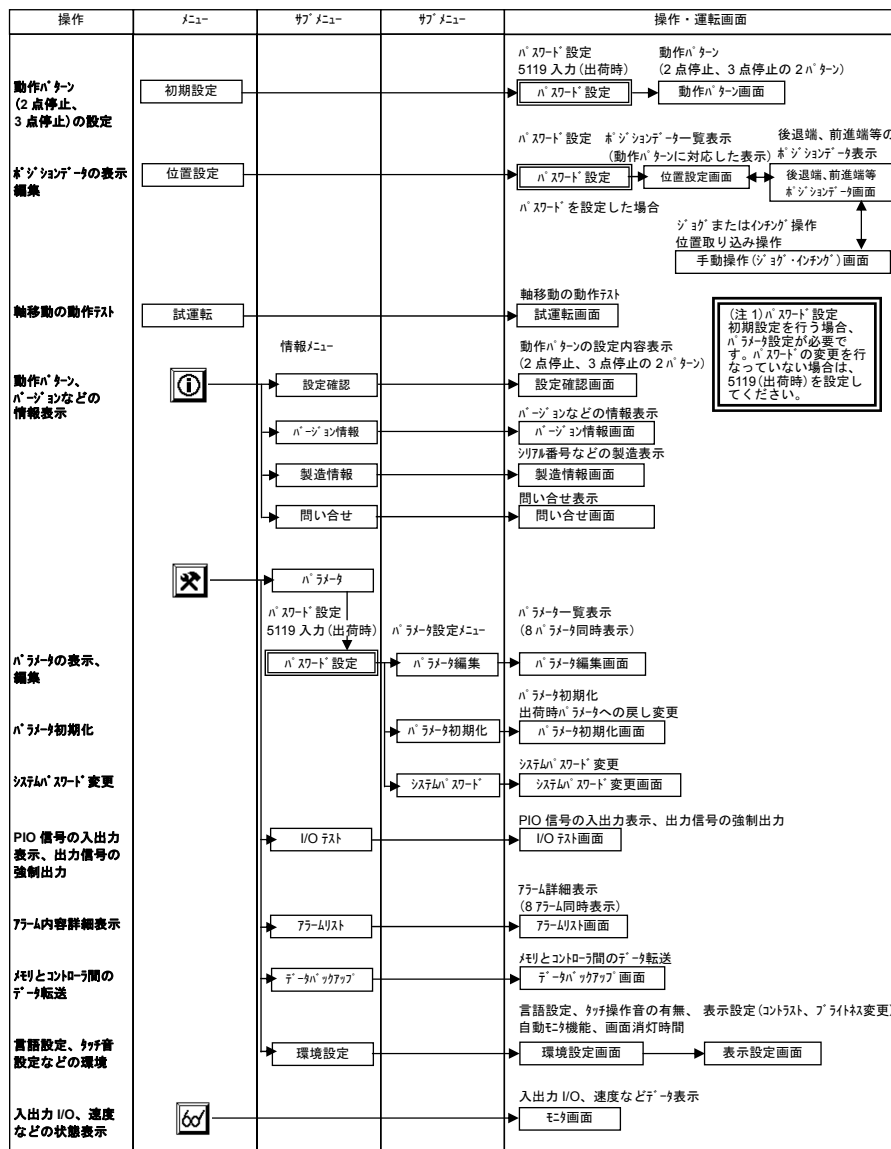 操作
メニュー
ｻﾌﾞﾒﾆｭｰ
ｻﾌﾞﾒﾆｭｰ
操作・運転画面
動作ﾊﾟﾀｰﾝ
(2 点停止、
3 点停止)の設定
初期設定
ﾊﾟｽﾜｰﾄﾞ設定
5119 入力(出荷時)
ﾊﾟｽﾜｰﾄﾞ設定
動作ﾊﾟﾀｰﾝ
(2 点停止、3 点停止の 2 ﾊﾟﾀｰﾝ)
動作ﾊﾟﾀｰﾝ画面
ﾎﾟｼﾞｼｮﾝﾃﾞｰﾀの表示
編集
位置設定
ﾊﾟｽﾜｰﾄﾞ設定
ﾎﾟｼﾞｼｮﾝﾃﾞｰﾀ一覧表示
(動作ﾊﾟﾀｰﾝに対応した表示)
後退端、前進端等の
ﾎﾟｼﾞｼｮﾝﾃﾞｰﾀ表示
ﾊﾟｽﾜｰﾄﾞ設定
位置設定画面
後退端、前進端等
ﾎﾟｼﾞｼｮﾝﾃﾞｰﾀ画面
ﾊﾟｽﾜｰﾄﾞを設定した場合
ｼﾞｮｸﾞまたはｲﾝﾁﾝｸﾞ操作
位置取り込み操作
手動操作(ｼﾞｮｸﾞ･ｲﾝﾁﾝｸﾞ)画面
軸移動の動作ﾃｽﾄ
試運転
軸移動の動作ﾃｽﾄ
試運転画面
(注 1)ﾊﾟｽﾜｰﾄﾞ設定
初期設定を行う場合、
ﾊﾟﾗﾒｰﾀ設定が必要で
す。ﾊﾟｽﾜｰﾄﾞの変更を行
なっていない場合は、
5119(出荷時)を設定し
てください。
動作ﾊﾟﾀｰﾝ、
ﾊﾞｰｼﾞｮﾝなどの
情報表示
情報ﾒﾆｭｰ
設定確認
動作ﾊﾟﾀｰﾝの設定内容表示
(2 点停止、3 点停止の 2 ﾊﾟﾀｰﾝ)
設定確認画面
ﾊﾞｰｼﾞｮﾝ情報
ﾊﾞｰｼﾞｮﾝなどの情報表示
ﾊﾞｰｼﾞｮﾝ情報画面
製造情報
ｼﾘｱﾙ番号などの製造表示
製造情報画面
問い合せ
問い合せ表示
問い合せ画面
ﾊﾟﾗﾒｰﾀ
ﾊﾟｽﾜｰﾄﾞ設定
5119 入力(出荷時)
ﾊﾟﾗﾒｰﾀ設定ﾒﾆｭｰ
ﾊﾟﾗﾒｰﾀ一覧表示
(8 ﾊﾟﾗﾒｰﾀ同時表示)
ﾊﾟﾗﾒｰﾀの表示、
編集
ﾊﾟｽﾜｰﾄﾞ設定
ﾊﾟﾗﾒｰﾀ編集
ﾊﾟﾗﾒｰﾀ編集画面
ﾊﾟﾗﾒｰﾀ初期化
ﾊﾟﾗﾒｰﾀ初期化
ﾊﾟﾗﾒｰﾀ初期化
出荷時ﾊﾟﾗﾒｰﾀへの戻し変更
ﾊﾟﾗﾒｰﾀ初期化画面
ｼｽﾃﾑﾊﾟｽﾜｰﾄﾞ変更
ｼｽﾃﾑﾊﾟｽﾜｰﾄﾞ
ｼｽﾃﾑﾊﾟｽﾜｰﾄﾞ変更
ｼｽﾃﾑﾊﾟｽﾜｰﾄﾞ変更画面
PIO 信号の入出力
表示、出力信号の
強制出力
I/O ﾃｽﾄ
PIO 信号の入出力表示、出力信号の強制出力
I/O ﾃｽﾄ画面
ｱﾗｰﾑ内容詳細表示
ｱﾗｰﾑﾘｽﾄ
ｱﾗｰﾑ詳細表示
(8 ｱﾗｰﾑ同時表示)
ｱﾗｰﾑﾘｽﾄ画面
ﾒﾓﾘとｺﾝﾄﾛｰﾗ間の
ﾃﾞｰﾀ転送
ﾃﾞｰﾀﾊﾞｯｸｱｯﾌﾟ
ﾒﾓﾘとｺﾝﾄﾛｰﾗ間のﾃﾞｰﾀ転送
ﾃﾞｰﾀﾊﾞｯｸｱｯﾌﾟ画面
言語設定、ﾀｯﾁ音
設定などの環境
環境設定
言語設定、ﾀｯﾁ操作音の有無、 表示設定(ｺﾝﾄﾗｽﾄ、ﾌﾞﾗｲﾄﾈｽ変更)
自動ﾓﾆﾀ機能、画面消灯時間
環境設定画面
表示設定画面
入出力 I/O、速度
などの状態表示
入出力 I/O、速度などﾃﾞｰﾀ表示
ﾓﾆﾀ画面